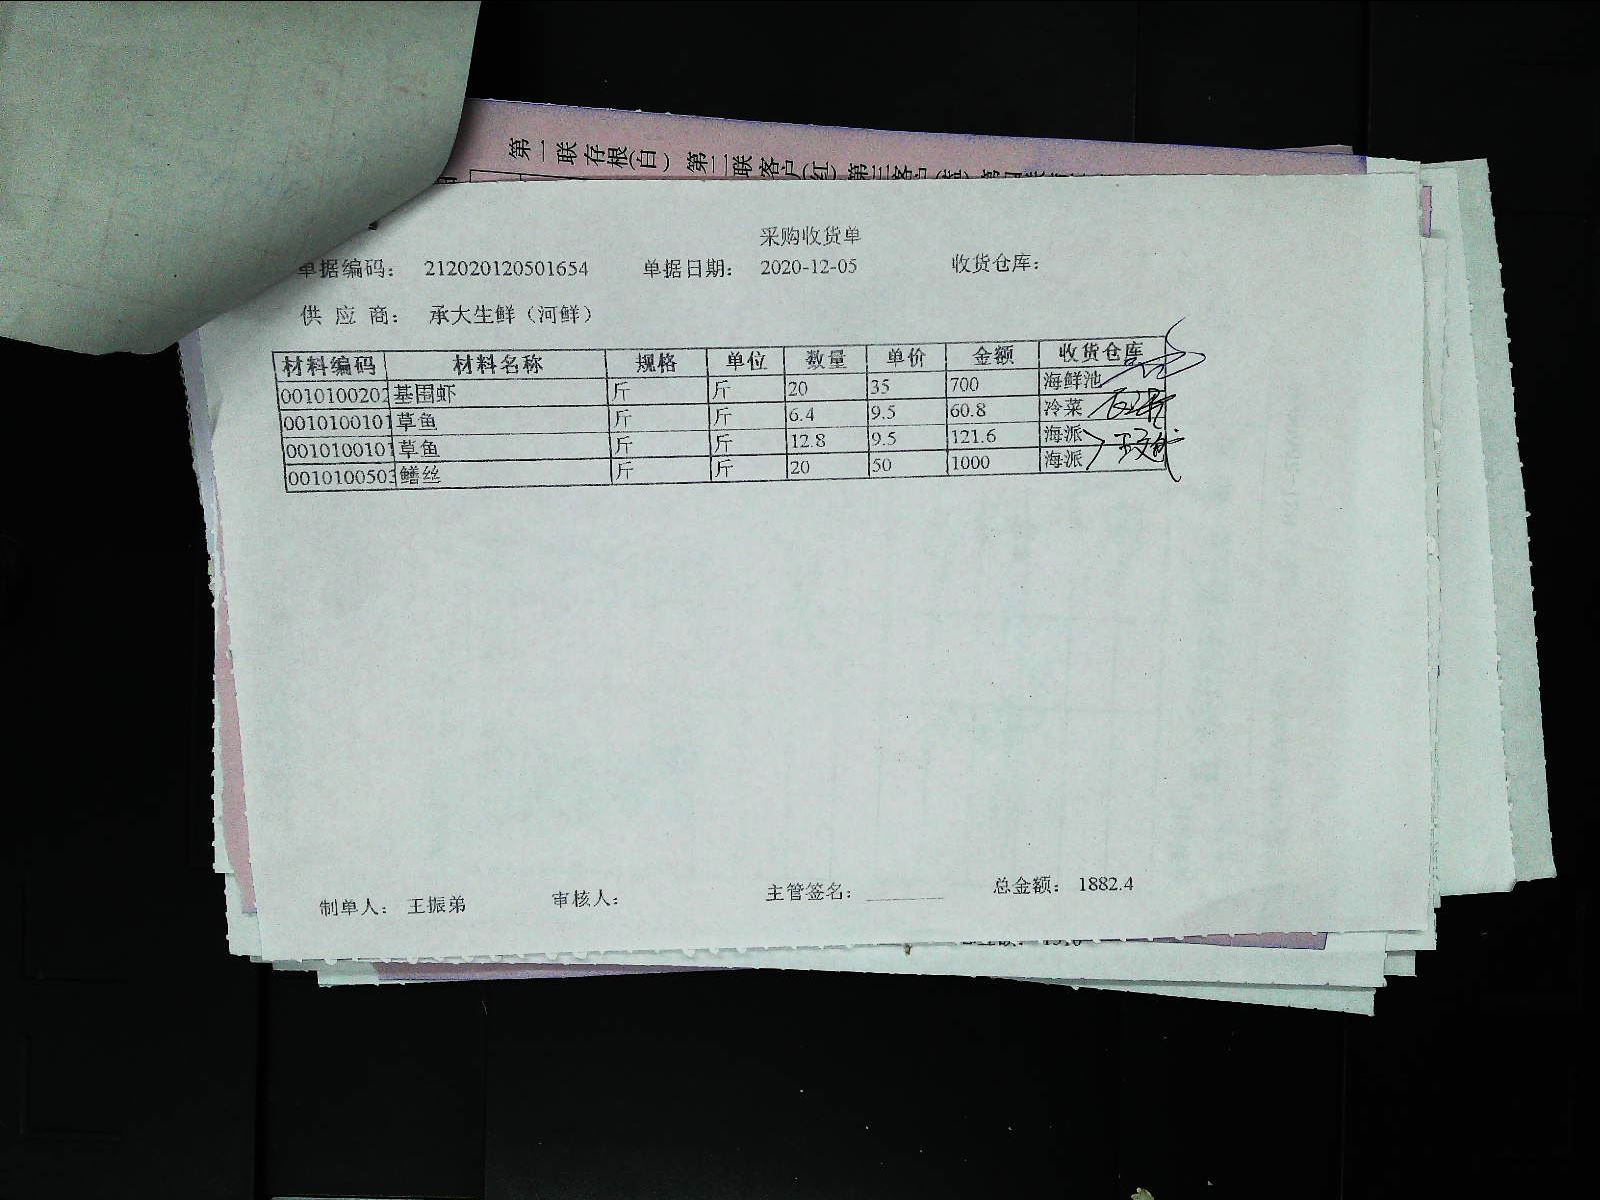 第一联 存根(白) 第二联客户(红) 第三客户
采购收货单
单据编码： 212020120501654 单据日期： 2020-12-05 收货仓库：
供 应 商： 承大生鲜（河鲜）
材料编码 材料名称 规格 单位 数量 单价 金额 收货仓库
0010100202 基围虾 斤 斤 20 35 700 海鲜池
0010100101 草鱼 斤 斤 6.4 9.5 60.8 冷菜
0010100101 草鱼 斤 斤 12.8 9.5 121.6 海派
0010100503 鳝丝 斤 斤 20 50 1000 海派
制单人： 王振弟 审核人： 主管签名： 总金额： 1882.4